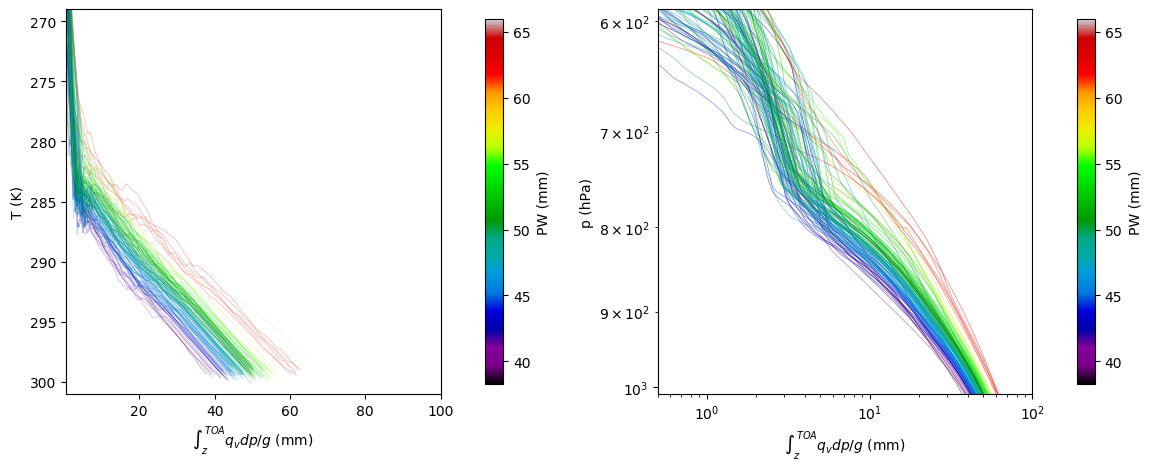 270
275
280
285
290
295
300
T (K)
20
40
60
80
100
∫_z^{TOA} q_v dp/g (mm)
65
60
55
50
45
40
PW (mm)
6 × 10²
7 × 10²
8 × 10²
9 × 10²
10³
p (hPa)
10⁰
10¹
10²
∫_z^{TOA} q_v dp/g (mm)
65
60
55
50
45
40
PW (mm)